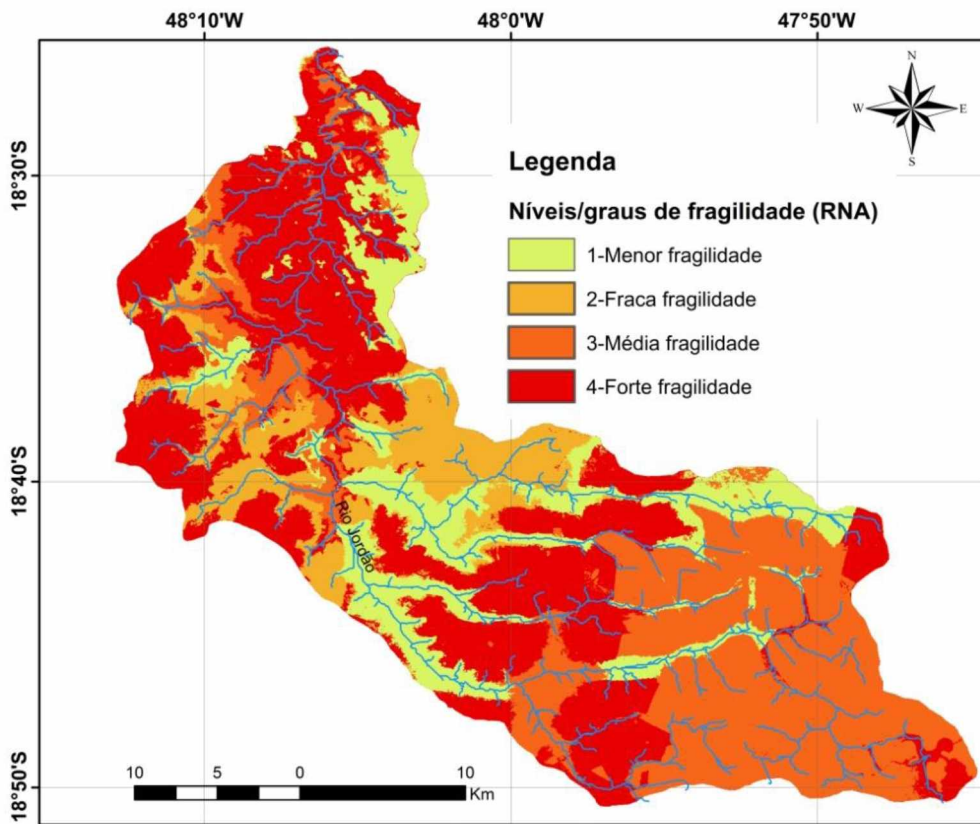 48°10'W 48°0'W 47°50'W
N
W E
S
18°30'S
Legenda
Níveis/graus de fragilidade (RNA)
1-Menor fragilidade
2-Fraca fragilidade
3-Média fragilidade
4-Forte fragilidade
18°40'S
Rio Jordão
18°50'S
10 5 0 10
Km